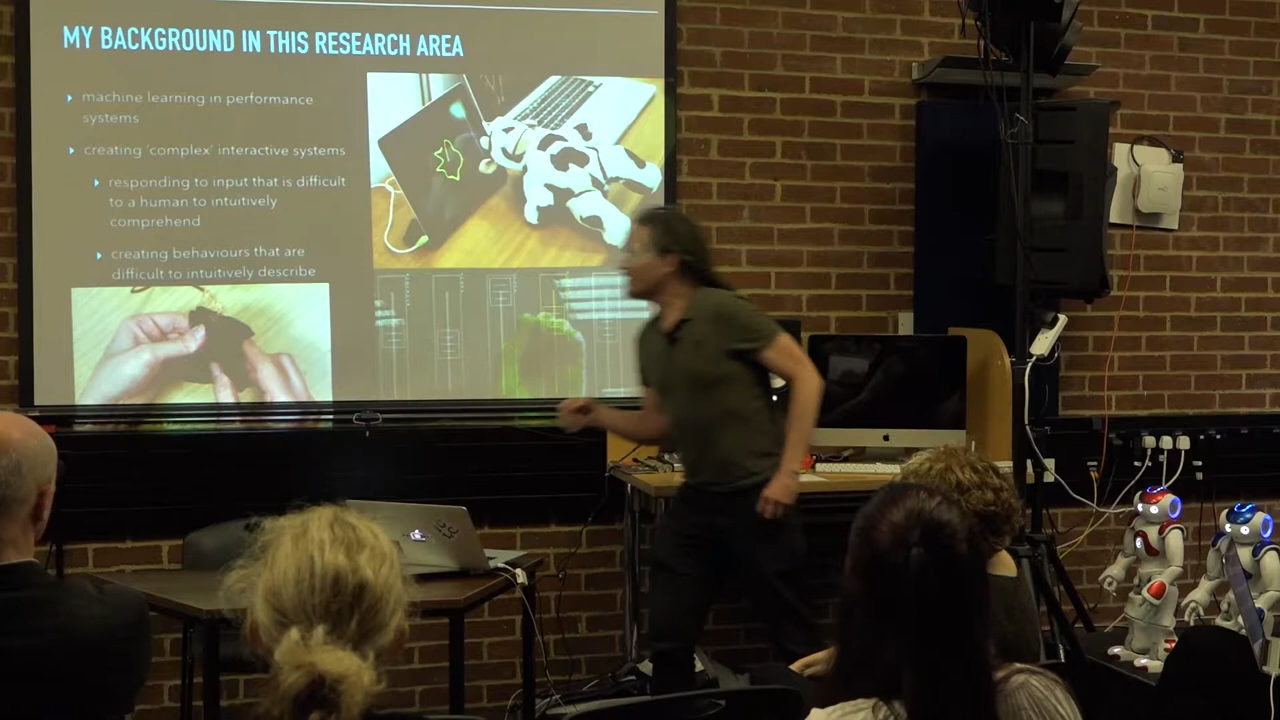 MY BACKGROUND IN THIS RESEARCH AREA
machine learning in performance
systems
creating 'complex' interactive systems
responding to input that is difficult
to a human to intuitively
comprehend
creating behaviours that are
difficult to intuitively describe